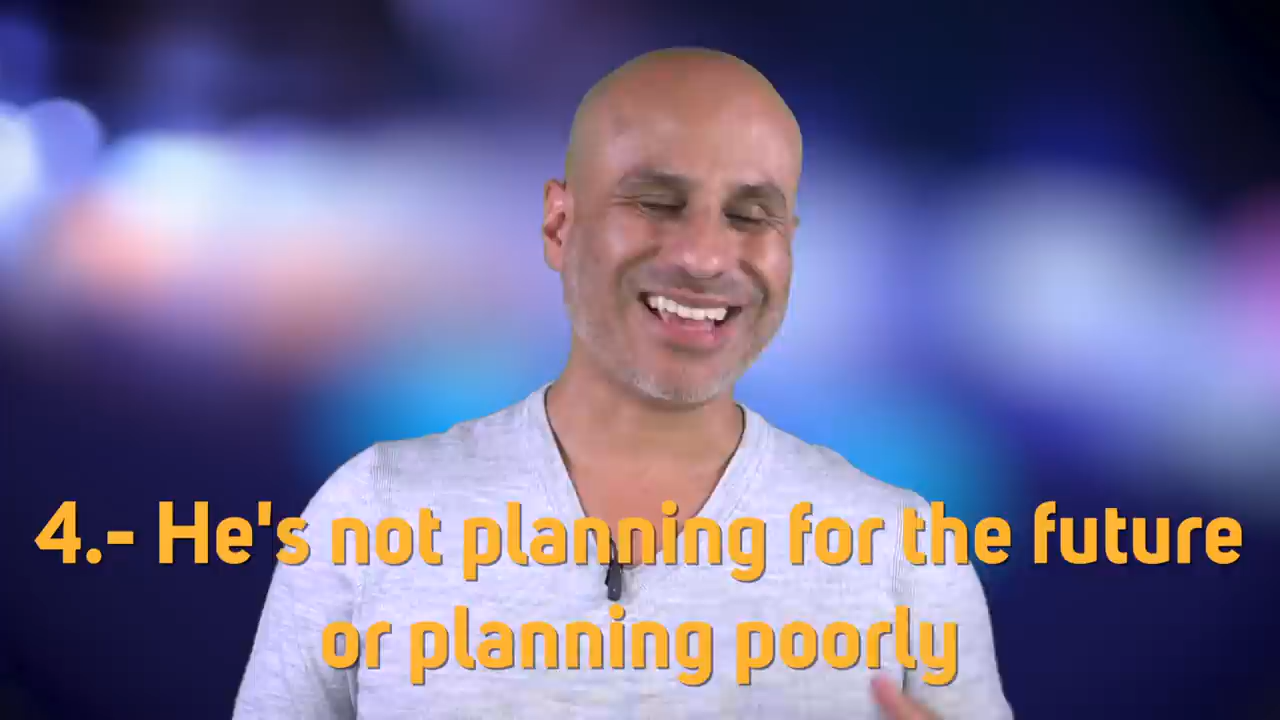 4.- He's not planning for the future
or planning poorly